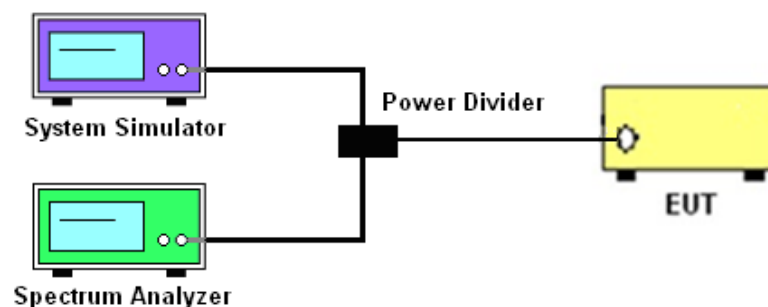 System Simulator
Power Divider
EUT
Spectrum Analyzer